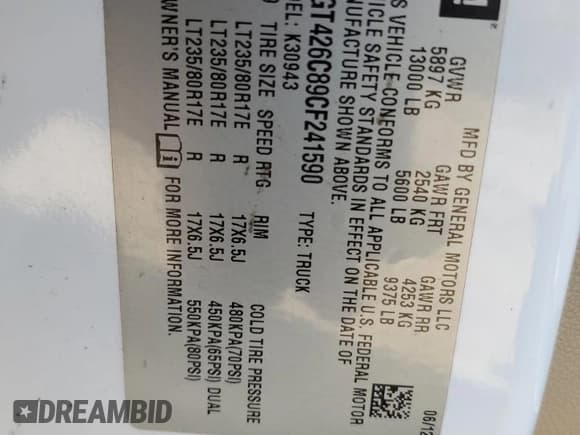 GM
MFD BY GENERAL MOTORS LLC 06/12
GVWR GAWR FRT GAWR RR
5897 KG 2540 KG 4253 KG
13000 LB 5600 LB 9375 LB
S VEHICLE CONFORMS TO ALL APPLICABLE U.S. FEDERAL MOTOR
ICLE SAFETY STANDARDS IN EFFECT ON THE DATE OF
NUFACTURE SHOWN ABOVE.
GT426C89CF241590 TYPE: TRUCK
DEL: K30943
TIRE SIZE SPEED RTG RIM COLD TIRE PRESSURE
LT235/80R17E R 17X6.5J 480KPA(70PSI)
LT235/80R17E R 17X6.5J 450KPA(65PSI) DUAL
LT235/80R17E R 17X6.5J 550KPA(80PSI)
WNER'S MANUAL FOR MORE INFORMATION.
DREAMBID